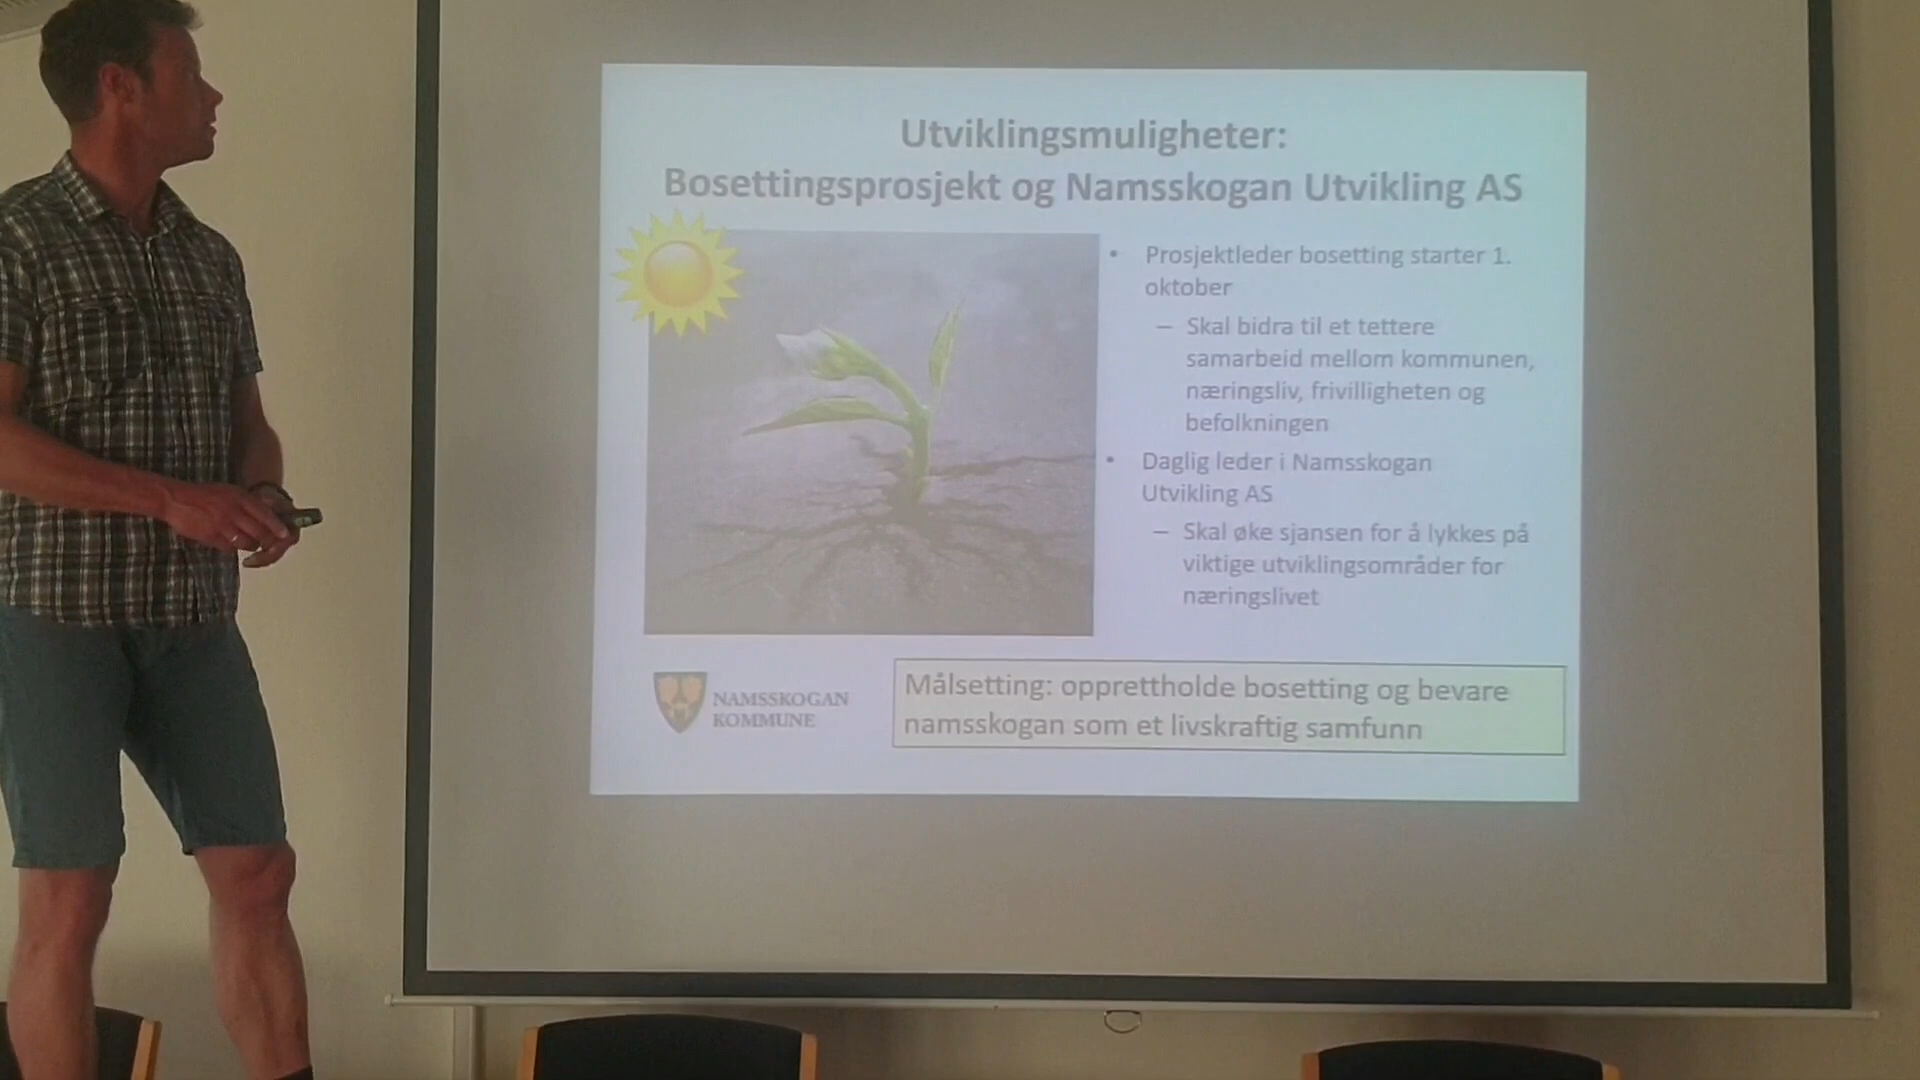 Utviklingsmuligheter:
Bosettingsprosjekt og Namsskogan Utvikling AS
• Prosjektleder bosetting starter 1.
oktober
– Skal bidra til et tettere
samarbeid mellom kommunen,
næringsliv, frivilligheten og
befolkningen
• Daglig leder i Namsskogan
Utvikling AS
– Skal øke sjansen for å lykkes på
viktige utviklingsområder for
næringslivet
NAMSSKOGAN
KOMMUNE
Målsetting: opprettholde bosetting og bevare
namsskogan som et livskraftig samfunn